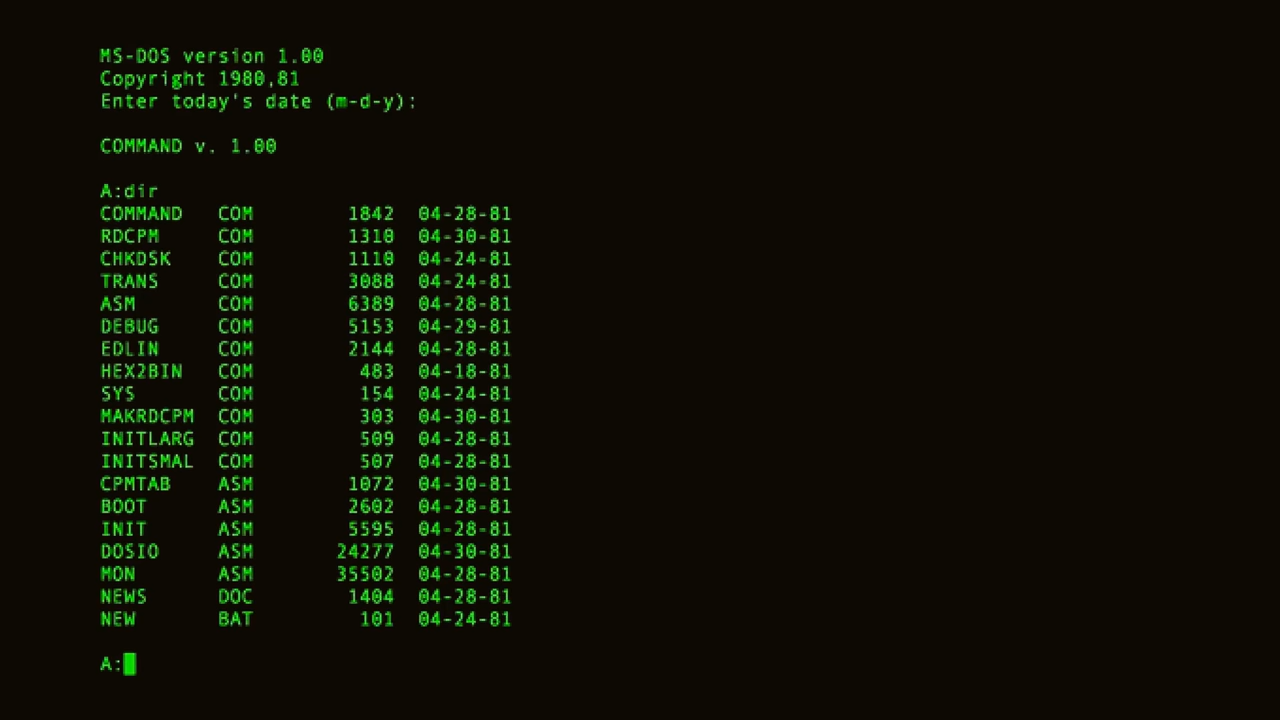 MS-DOS version 1.00
Copyright 1980,81
Enter today's date (m-d-y):
COMMAND v. 1.00
A:dir
COMMAND  COM        1842  04-28-81
RDCPM    COM        1310  04-30-81
CHKDSK   COM        1110  04-24-81
TRANS    COM        3088  04-24-81
ASM      COM        6389  04-28-81
DEBUG    COM        5153  04-29-81
EDLIN    COM        2144  04-28-81
HEX2BIN  COM         483  04-18-81
SYS      COM         154  04-24-81
MAKRDCPM COM         303  04-30-81
INITLARG COM         509  04-28-81
INITSMAL COM         507  04-28-81
CPMTAB   ASM        1072  04-30-81
BOOT     ASM        2602  04-28-81
INIT     ASM        5595  04-28-81
DOSIO    ASM       24277  04-30-81
MON      ASM       35502  04-28-81
NEWS     DOC        1404  04-28-81
NEW      BAT         101  04-24-81
A: